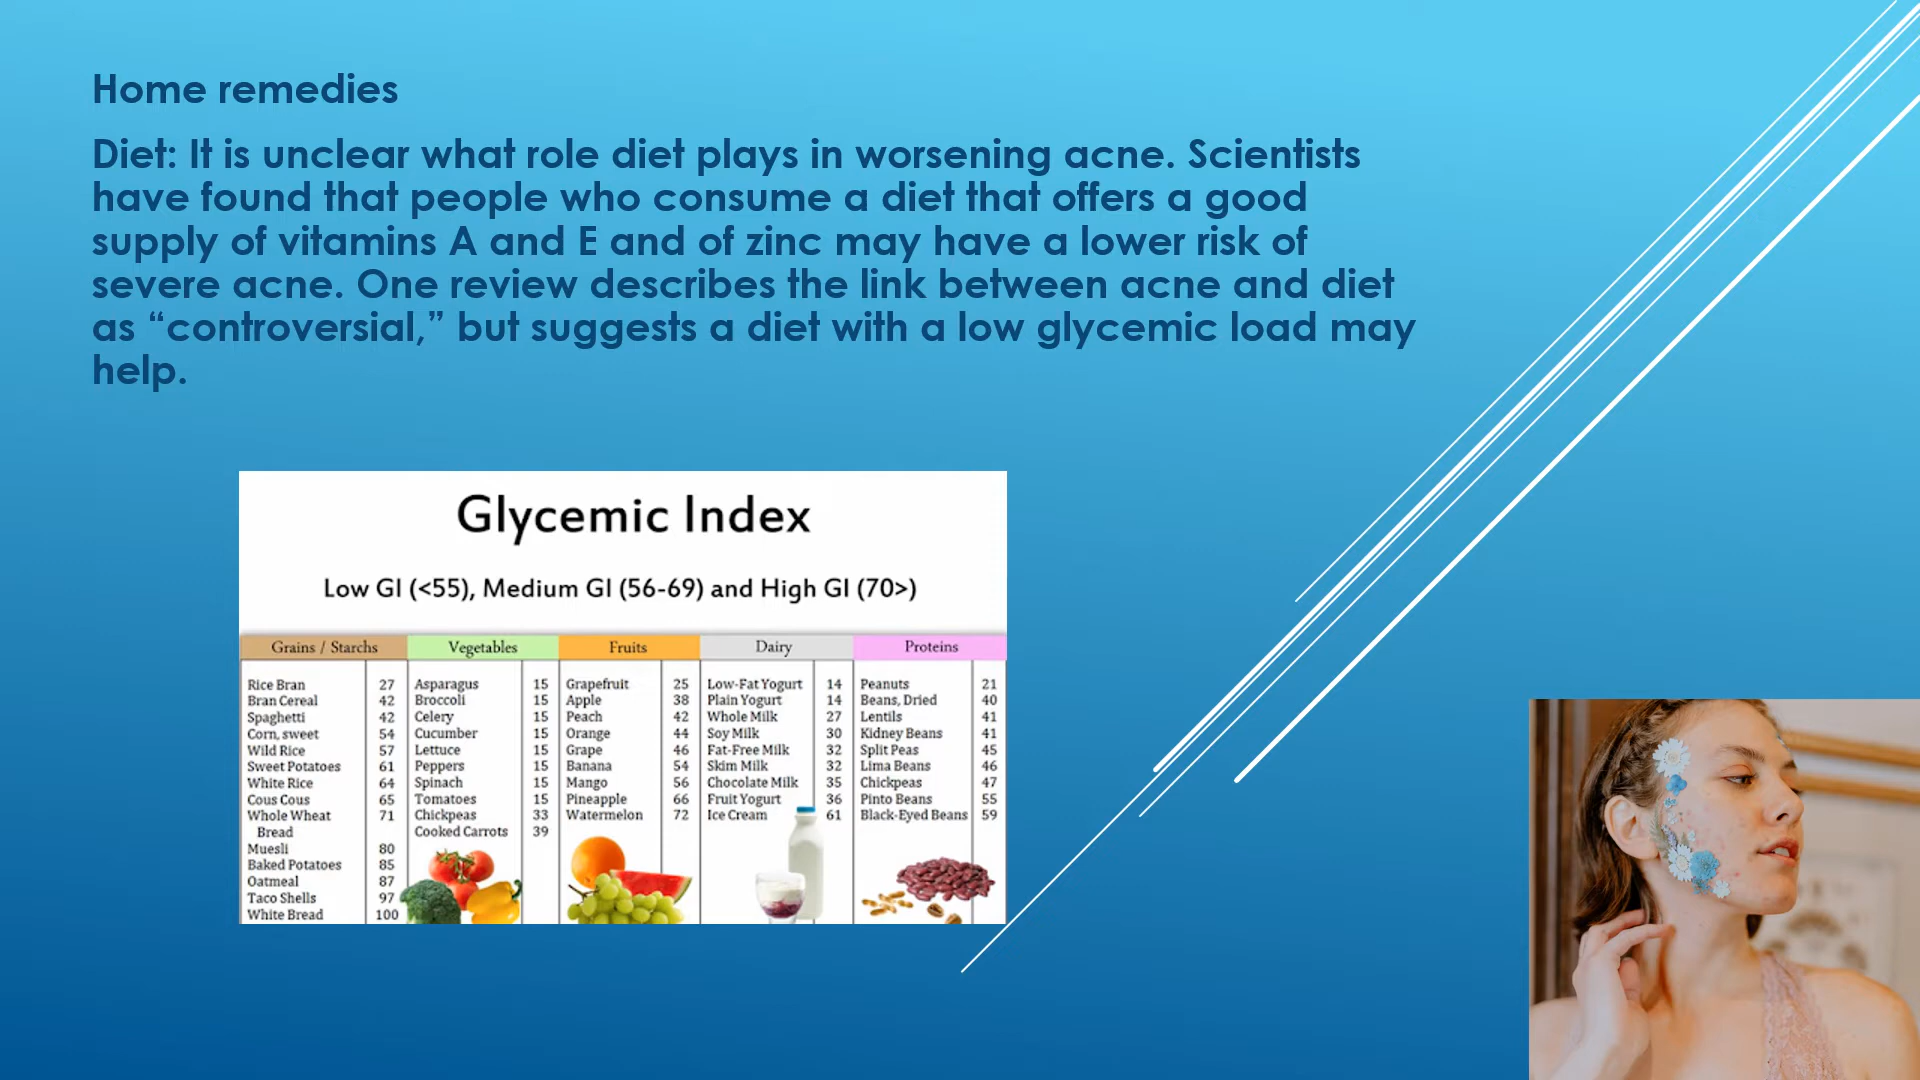 Home remedies
Diet: It is unclear what role diet plays in worsening acne. Scientists
have found that people who consume a diet that offers a good
supply of vitamins A and E and of zinc may have a lower risk of
severe acne. One review describes the link between acne and diet
as “controversial,” but suggests a diet with a low glycemic load may
help.
Glycemic Index
Low GI (<55), Medium GI (56-69) and High GI (70>)
Grains / Starchs Vegetables Fruits Dairy Proteins
Rice Bran 27 Asparagus 15 Grapefruit 25 Low-Fat Yogurt 14 Peanuts 21
Bran Cereal 42 Broccoli 15 Apple 38 Plain Yogurt 14 Beans, Dried 40
Spaghetti 42 Celery 15 Peach 42 Whole Milk 27 Lentils 41
Corn, sweet 54 Cucumber 15 Orange 44 Soy Milk 30 Kidney Beans 41
Wild Rice 57 Lettuce 15 Grape 46 Fat-Free Milk 32 Split Peas 45
Sweet Potatoes 61 Peppers 15 Banana 54 Skim Milk 32 Lima Beans 46
White Rice 64 Spinach 15 Mango 56 Chocolate Milk 35 Chickpeas 47
Cous Cous 65 Tomatoes 15 Pineapple 66 Fruit Yogurt 36 Pinto Beans 55
Whole Wheat 71 Chickpeas 33 Watermelon 72 Ice Cream 61 Black-Eyed Beans 59
Bread Cooked Carrots 39
Muesli 80
Baked Potatoes 85
Oatmeal 87
Taco Shells 97
White Bread 100